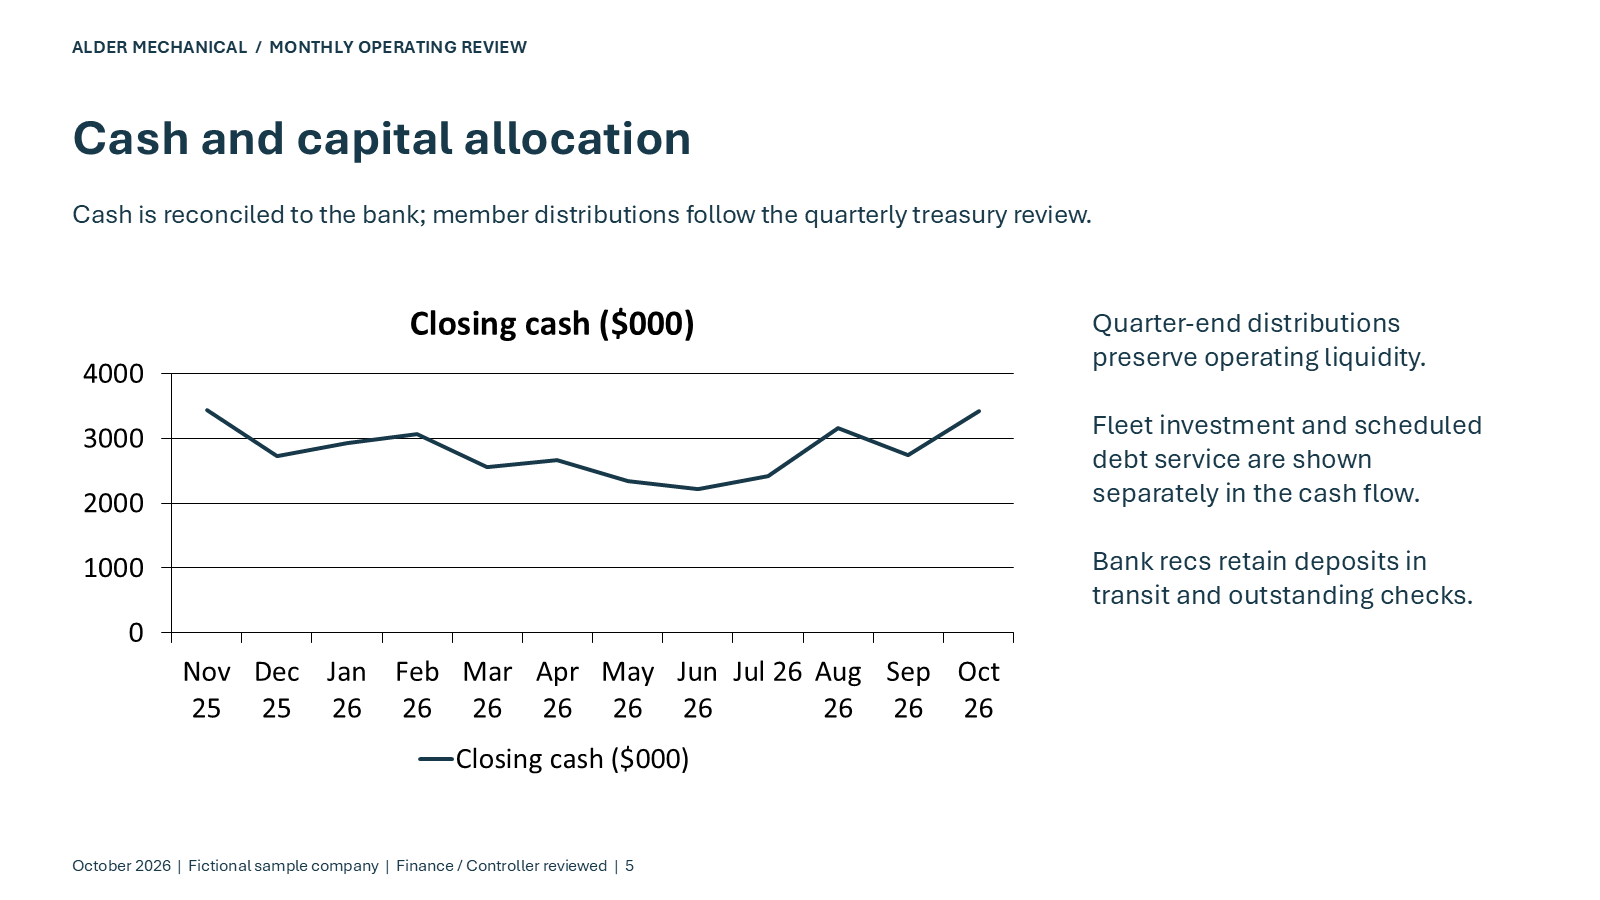 ALDER MECHANICAL / MONTHLY OPERATING REVIEW
Cash and capital allocation
Cash is reconciled to the bank; member distributions follow the quarterly treasury review.
Closing cash ($000)
4000
3000
2000
1000
0
Nov 25
Dec 25
Jan 26
Feb 26
Mar 26
Apr 26
May 26
Jun 26
Jul 26
Aug 26
Sep 26
Oct 26
Closing cash ($000)
Quarter-end distributions
preserve operating liquidity.
Fleet investment and scheduled
debt service are shown
separately in the cash flow.
Bank recs retain deposits in
transit and outstanding checks.
October 2026 | Fictional sample company | Finance / Controller reviewed | 5